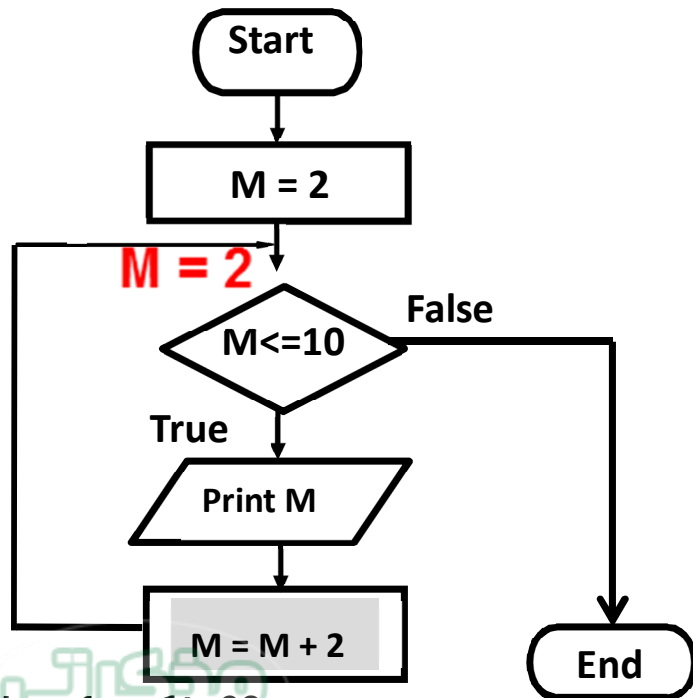 Start
M = 2
M = 2
M<=10
False
True
Print M
M = M + 2
End